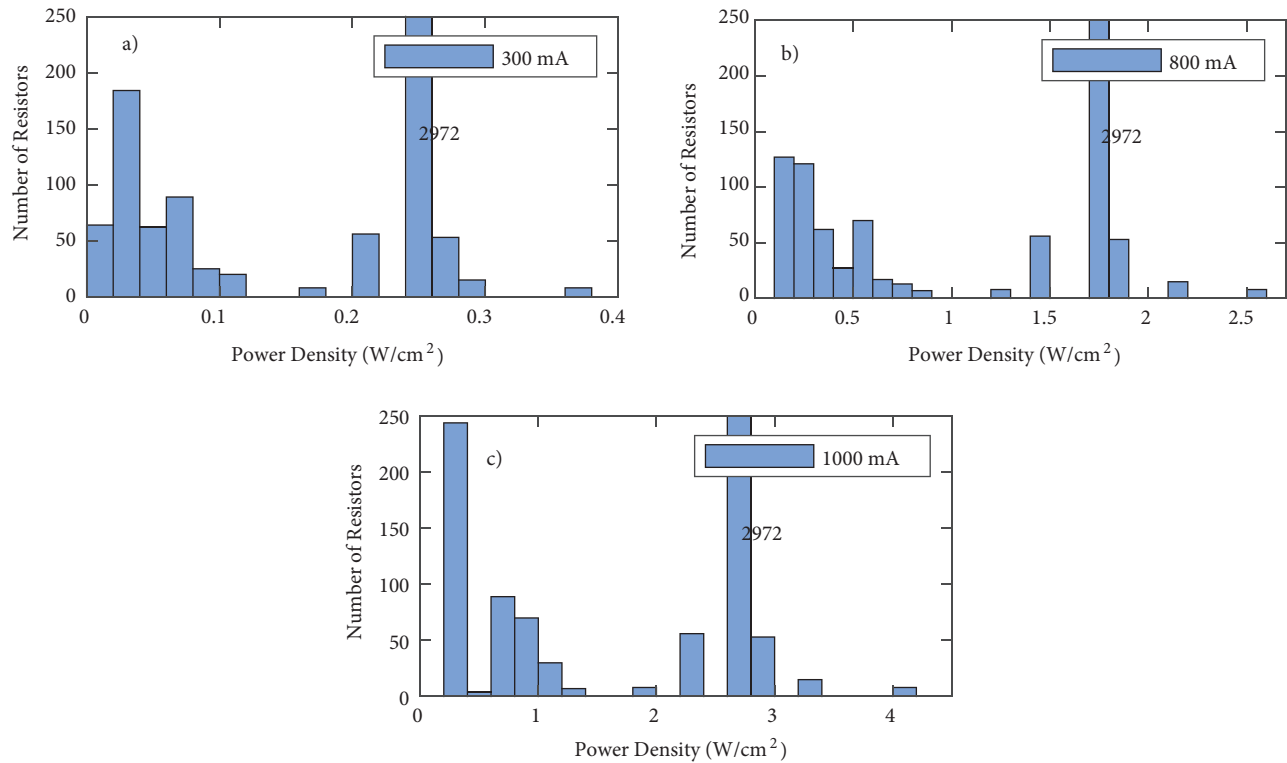 a)
300 mA
2972
250
200
150
100
50
0
Number of Resistors
0 0.1 0.2 0.3 0.4
Power Density (W/cm²)
b)
800 mA
2972
250
200
150
100
50
0
Number of Resistors
0 0.5 1 1.5 2 2.5
Power Density (W/cm²)
c)
1000 mA
2972
250
200
150
100
50
0
Number of Resistors
0 1 2 3 4
Power Density (W/cm²)